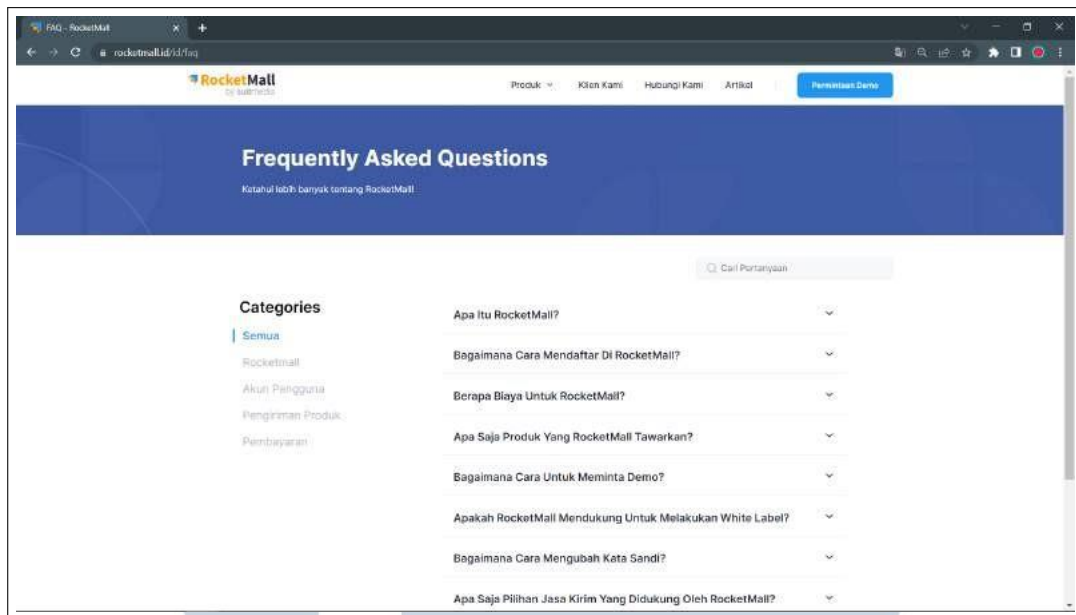 FAQ - RocketMall
rocketmall.id/id/faq
RocketMall
Produk
Klien Kami
Hubungi Kami
Artikel
Permintaan Demo
Frequently Asked Questions
Ketahui lebih banyak tentang RocketMall!
Cari Pertanyaan
Categories
Semua
Rocketmall
Akun Pengguna
Pengiriman Produk
Pembayaran
Apa Itu RocketMall?
Bagaimana Cara Mendaftar Di RocketMall?
Berapa Biaya Untuk RocketMall?
Apa Saja Produk Yang RocketMall Tawarkan?
Bagaimana Cara Untuk Meminta Demo?
Apakah RocketMall Mendukung Untuk Melakukan White Label?
Bagaimana Cara Mengubah Kata Sandi?
Apa Saja Pilihan Jasa Kirim Yang Didukung Oleh RocketMall?